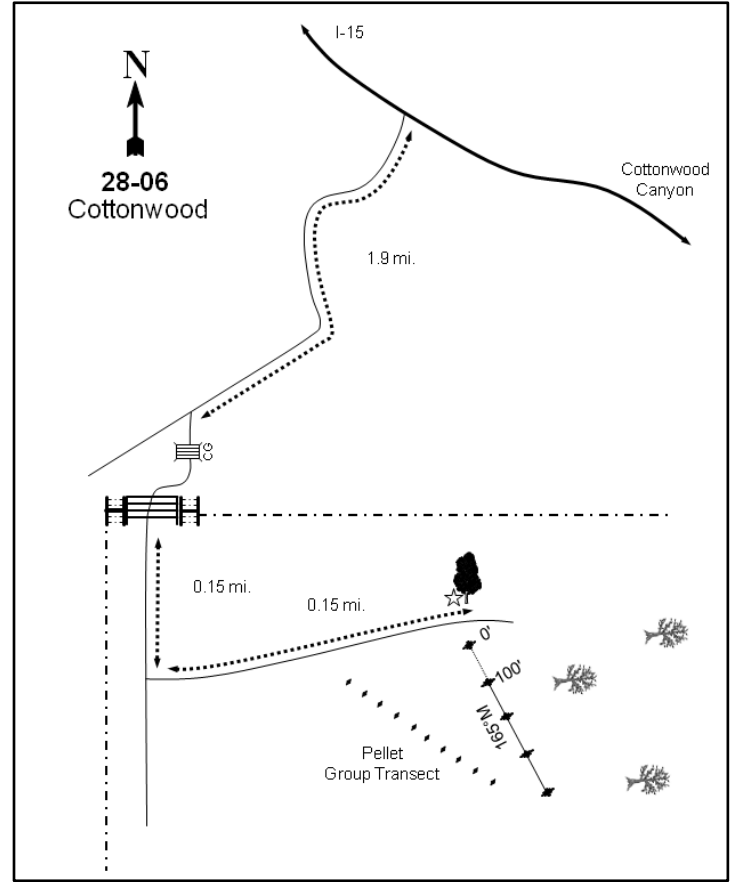 I-15
N
28-06
Cottonwood
Cottonwood
Canyon
1.9 mi.
CG
0.15 mi.
0.15 mi.
0'
100'
165°M
Pellet
Group Transect